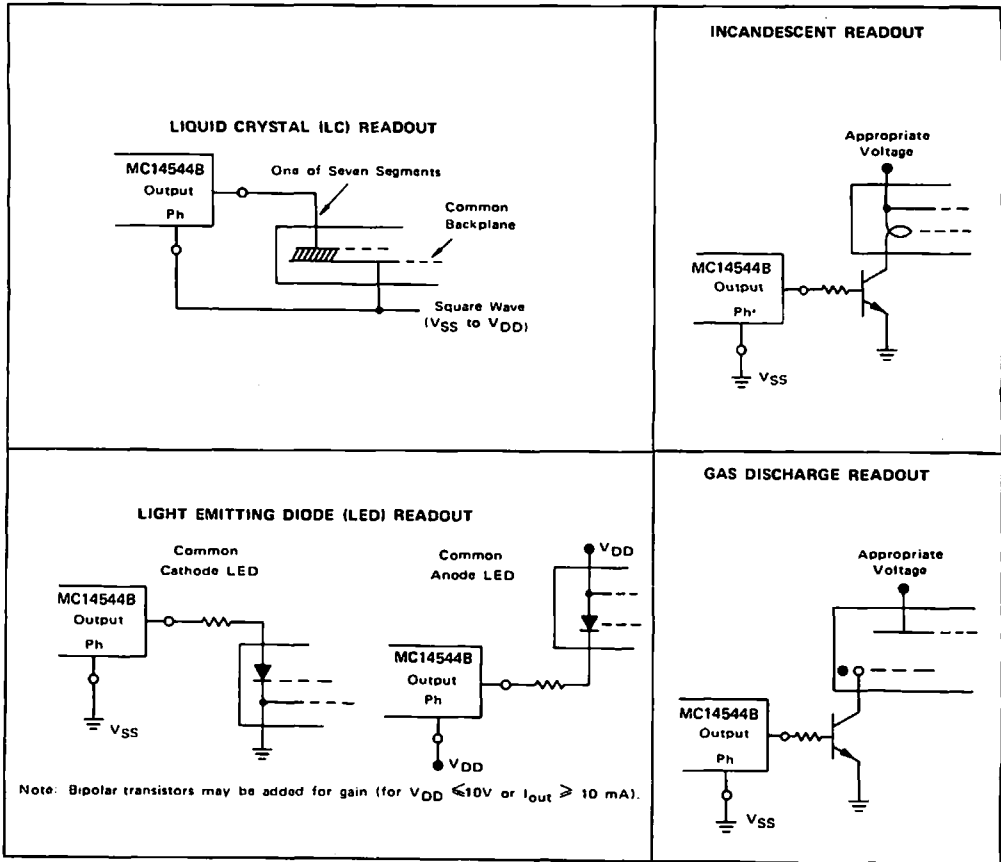 LIQUID CRYSTAL (LC) READOUT
MC14544B
Output
Ph
One of Seven Segments
Common
Backplane
Square Wave
(VSS to VDD)
INCANDESCENT READOUT
Appropriate
Voltage
MC14544B
Output
Ph
VSS
LIGHT EMITTING DIODE (LED) READOUT
Common
Cathode LED
MC14544B
Output
Ph
VSS
Common
Anode LED
VDD
MC14544B
Output
Ph
VDD
Note: Bipolar transistors may be added for gain (for VDD ⩽10V or Iout ⩾ 10 mA).
GAS DISCHARGE READOUT
Appropriate
Voltage
MC14544B
Output
Ph
VSS